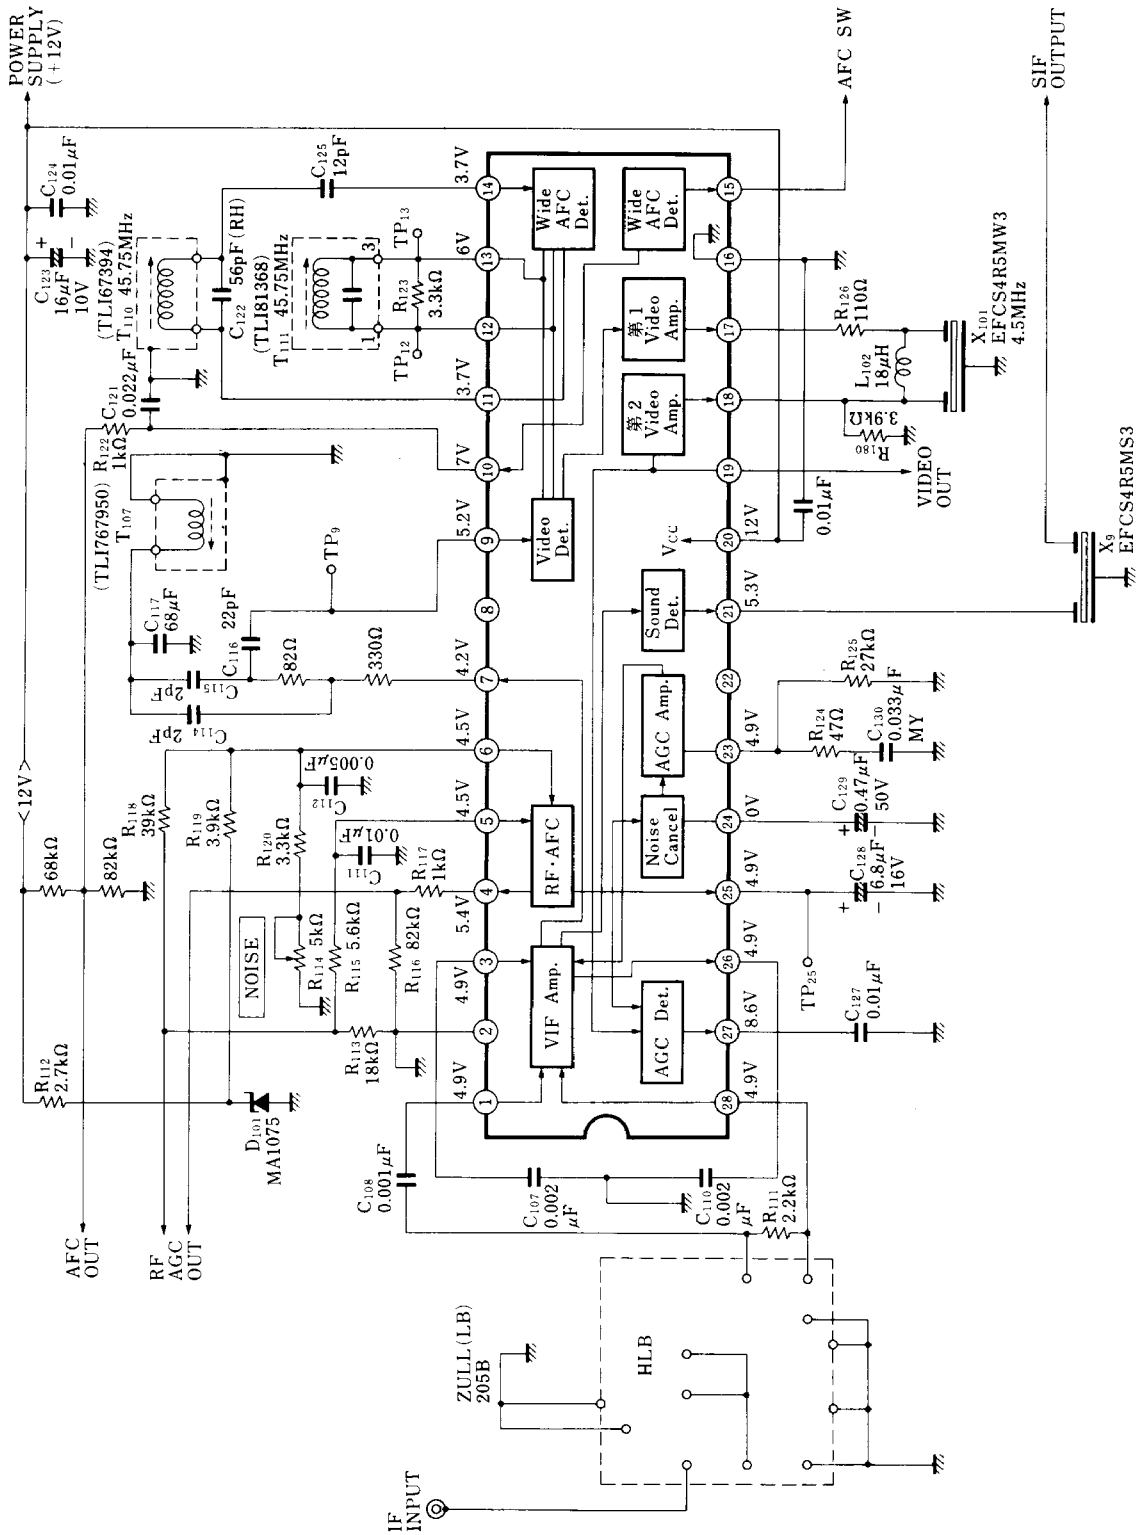 POWER
SUPPLY
(+12V)
AFC SW
SIF
OUTPUT
C124
0.01μF
C123
16μF
10V
+
−
(TLI67394)
T110 45.75MHz
C125
12pF
56pF(RH)
C122
(TLI81368)
T111 45.75MHz
1
3
TP13
TP12
R123
3.3kΩ
C121
0.022μF
R122
1kΩ
(TLI767950)
T107
TP9
C117
68μF
C116
22pF
C115
2pF
C114
2pF
82Ω
330Ω
12V
68kΩ
82kΩ
R118
39kΩ
R119
3.9kΩ
R120
3.3kΩ
C112
0.005μF
C111
0.01μF
R117
1kΩ
NOISE
R114 5kΩ
R115 5.6kΩ
R116 82kΩ
R113
18kΩ
R112
2.7kΩ
D101
MA1075
AFC
OUT
RF
AGC
OUT
14
3.7V
13
6V
12
11
3.7V
10
7V
9
5.2V
8
7
4.2V
6
4.5V
5
4.5V
4
5.4V
3
4.9V
2
1
4.9V
Wide
AFC
Det.
Wide
AFC
Det.
第1
Video
Amp.
第2
Video
Amp.
Video
Det.
VCC
Sound
Det.
AGC Amp.
Noise
Cancel
RF·AFC
VIF Amp.
AGC Det.
15
16
17
18
19
20
12V
21
5.3V
22
23
4.9V
24
0V
25
4.9V
26
4.9V
27
8.6V
28
4.9V
R126
110Ω
L102
18μH
X101
EFCS4R5MW3
4.5MHz
3.9kΩ
R180
VIDEO
OUT
0.01μF
X9
EFCS4R5MS3
R125
27kΩ
R124
47Ω
C130
0.033μF
MY
C129
0.47μF
50V
+
−
C128
6.8μF
16V
+
−
TP25
C127
0.01μF
C108
0.001μF
C107
0.002
μF
C110
0.002
μF
R111
2.2kΩ
ZULL(LB)
205B
HLB
IF
INPUT